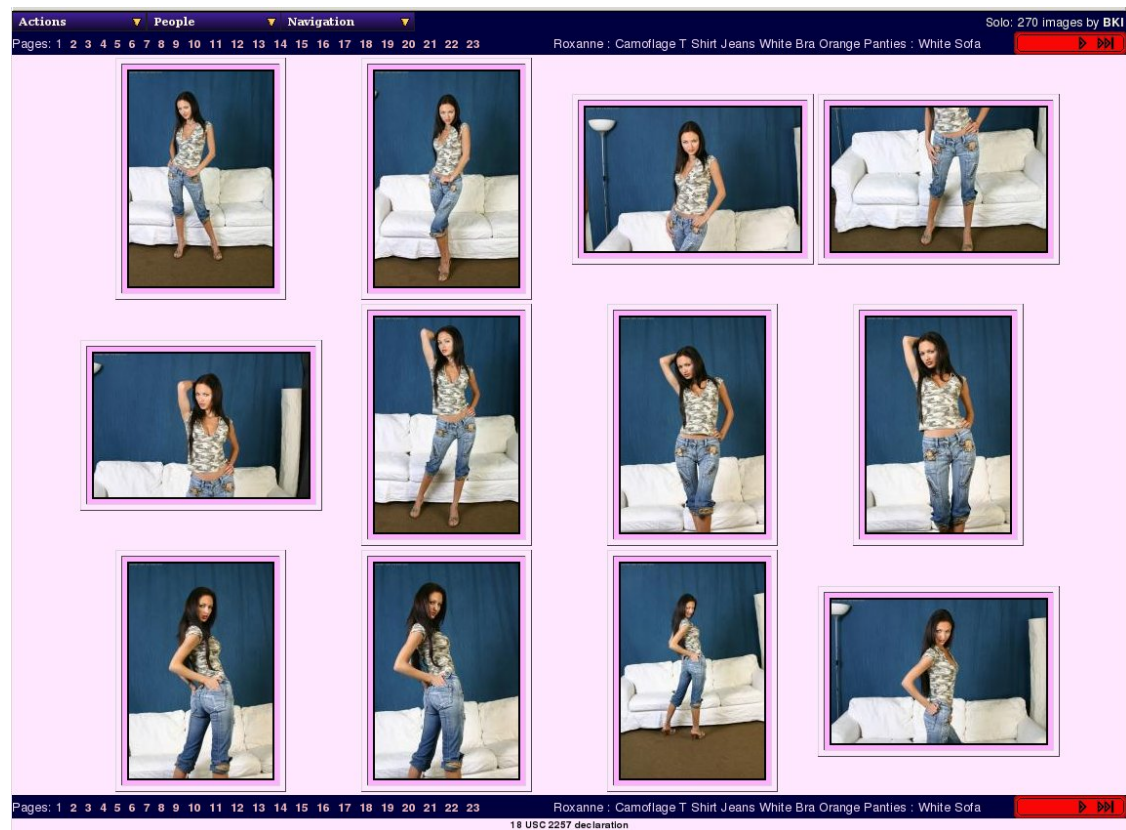 Actions People Navigation Solo: 270 images by BKI
Pages: 1 2 3 4 5 6 7 8 9 10 11 12 13 14 15 16 17 18 19 20 21 22 23 Roxanne : Camoflage T Shirt Jeans White Bra Orange Panties : White Sofa
Pages: 1 2 3 4 5 6 7 8 9 10 11 12 13 14 15 16 17 18 19 20 21 22 23 Roxanne : Camoflage T Shirt Jeans White Bra Orange Panties : White Sofa
18 USC 2257 declaration